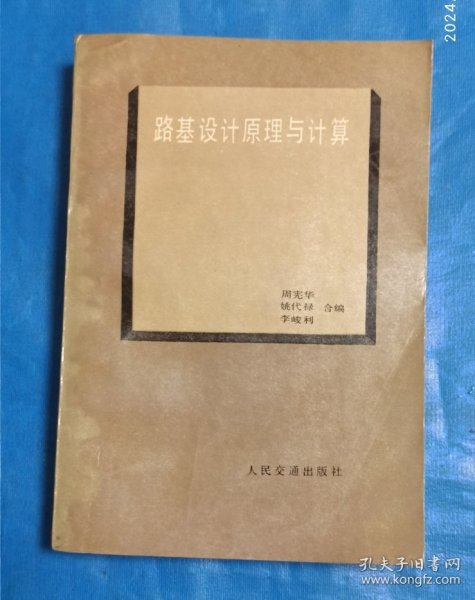 路基设计原理与计算
周宪华
姚代禄 合编
李峻利
人民交通出版社
2024.
孔夫子旧书网
www.kongfz.com